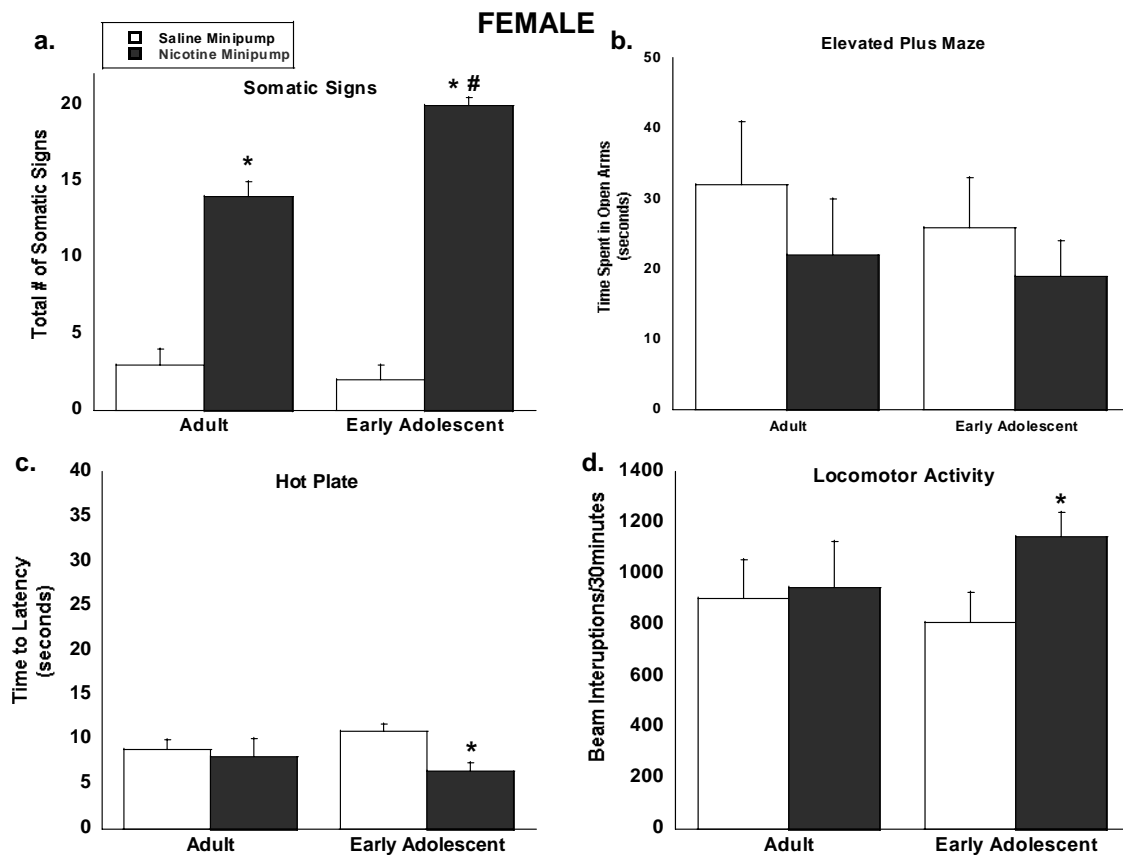 FEMALE
a.
Saline Minipump
Nicotine Minipump
Somatic Signs
Total # of Somatic Signs
20
15
10
5
0
*
* #
Adult
Early Adolescent
b.
Elevated Plus Maze
Time Spent in Open Arms
(seconds)
50
40
30
20
10
0
Adult
Early Adolescent
c.
Hot Plate
Time to Latency
(seconds)
40
35
30
25
20
15
10
5
0
*
Adult
Early Adolescent
d.
Locomotor Activity
Beam Interuptions/30minutes
1400
1200
1000
800
600
400
200
0
*
Adult
Early Adolescent